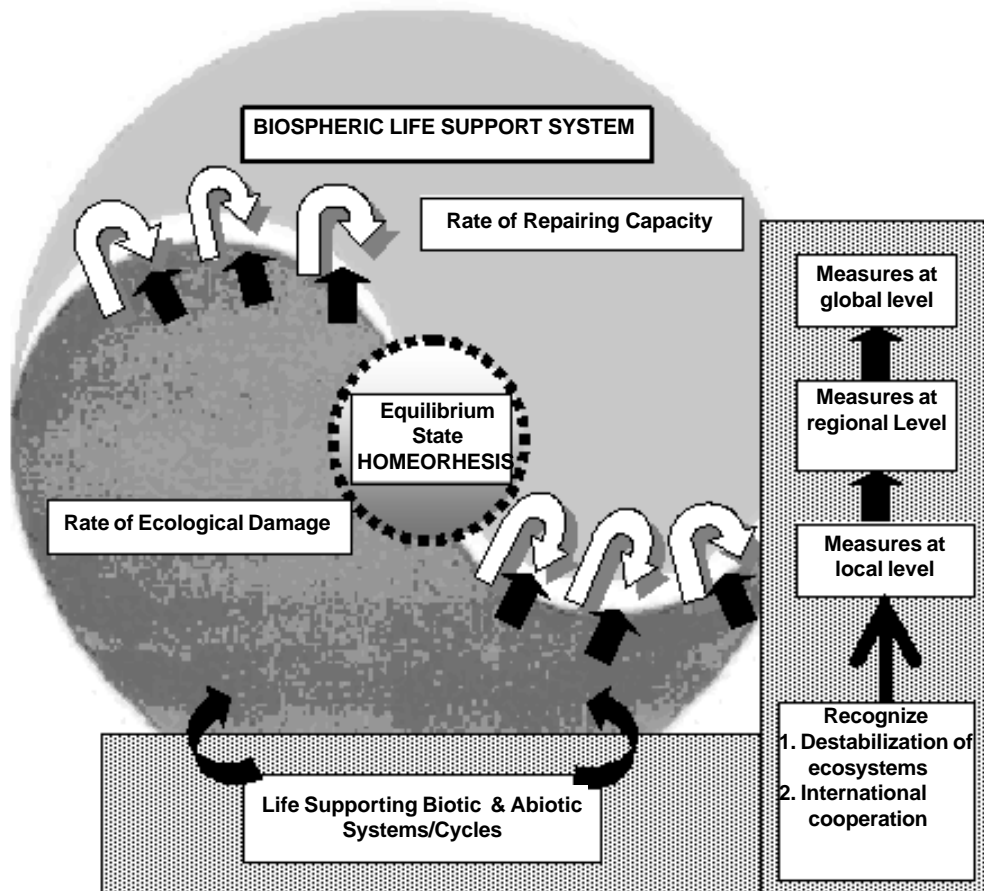 BIOSPHERIC LIFE SUPPORT SYSTEM
Rate of Repairing Capacity
Measures at
global level
Measures at
regional Level
Equilibrium
State
HOMEORHESIS
Rate of Ecological Damage
Measures at
local level
Recognize
1. Destabilization of
ecosystems
2. International
cooperation
Life Supporting Biotic & Abiotic
Systems/Cycles